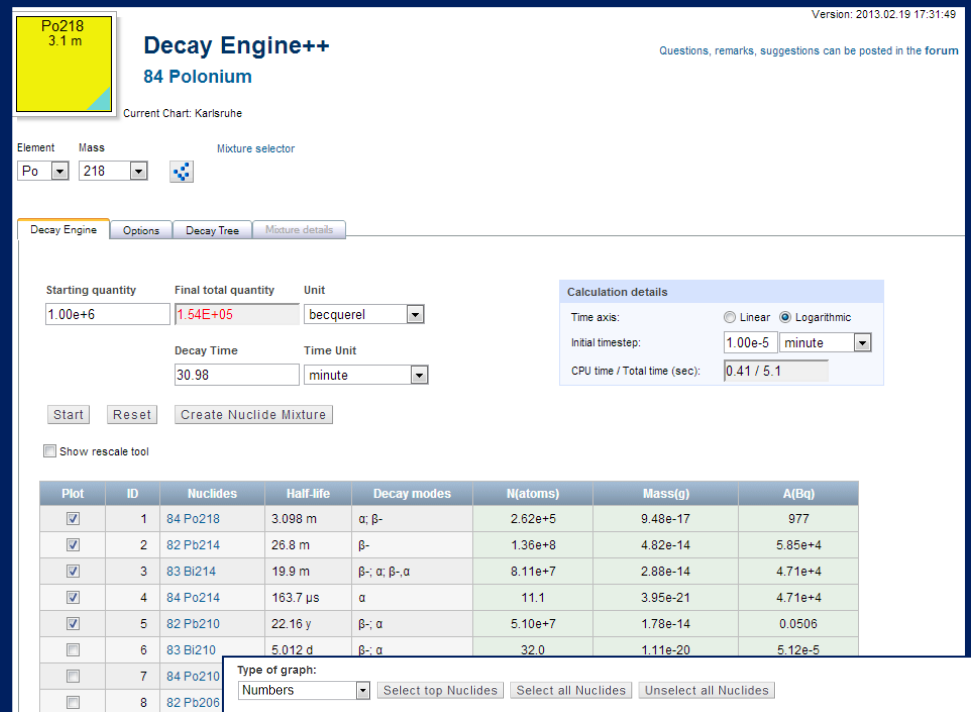 Version: 2013.02.19 17:31:49
Po218
3.1 m
Decay Engine++
84 Polonium
Questions, remarks, suggestions can be posted in the forum
Current Chart: Karlsruhe
Element Mass Mixture selector
Po 218
Decay Engine Options Decay Tree Mixture details
Starting quantity Final total quantity Unit
1.00e+6 1.54E+05 becquerel
Decay Time Time Unit
30.98 minute
Calculation details
Time axis: Linear Logarithmic
Initial timestep: 1.00e-5 minute
CPU time / Total time (sec): 0.41 / 5.1
Start Reset Create Nuclide Mixture
Show rescale tool
Plot ID Nuclides Half-life Decay modes N(atoms) Mass(g) A(Bq)
1 84 Po218 3.098 m α; β- 2.62e+5 9.48e-17 977
2 82 Pb214 26.8 m β- 1.36e+8 4.82e-14 5.85e+4
3 83 Bi214 19.9 m β-; α; β-,α 8.11e+7 2.88e-14 4.71e+4
4 84 Po214 163.7 µs α 11.1 3.95e-21 4.71e+4
5 82 Pb210 22.16 y β-; α 5.10e+7 1.78e-14 0.0506
6 83 Bi210 5.012 d β-; α 32.0 1.11e-20 5.12e-5
7 84 Po210
8 82 Pb206
Type of graph:
Numbers Select top Nuclides Select all Nuclides Unselect all Nuclides